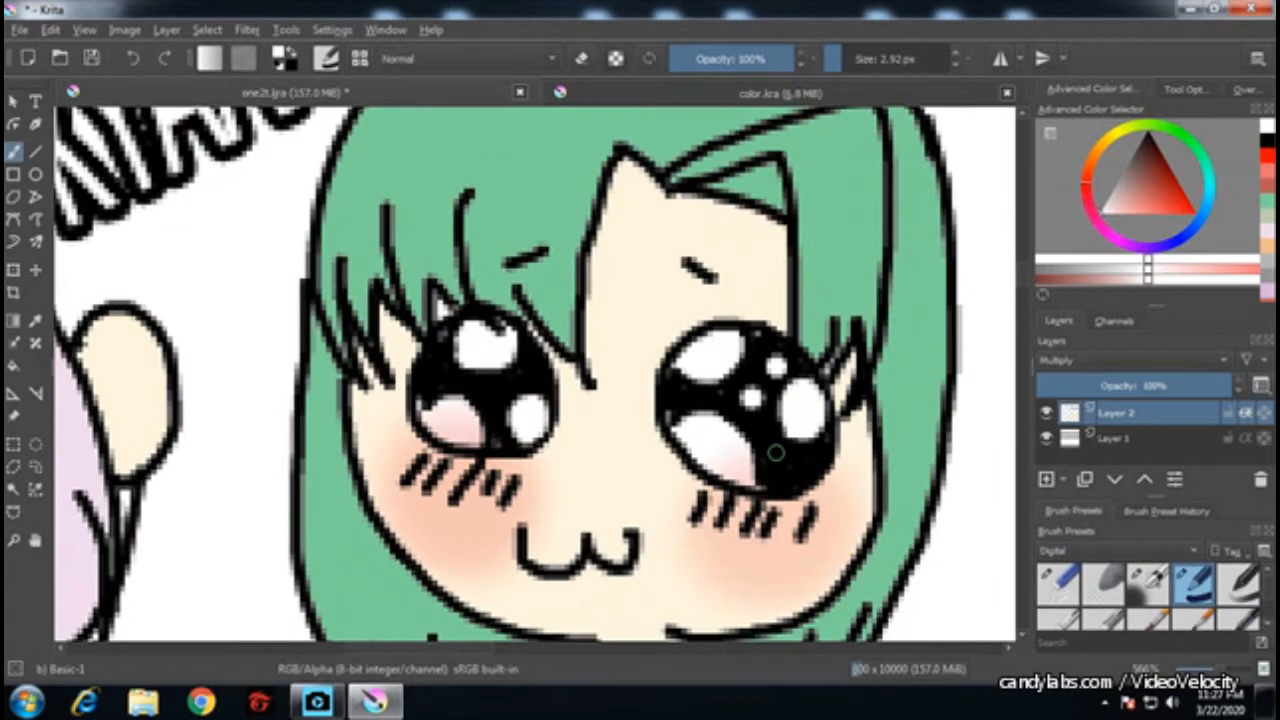 * - Krita
File Edit View Image Layer Select Filter Tools Settings Window Help
Normal Opacity: 100% Size: 2.92 px
one2t.kra (157.0 MiB) * color.kra (6.8 MiB)
Advanced Color Sel... Tool Opt... Over...
Advanced Color Selector
Layers Channels
Layers
Multiply
Opacity: 100%
Layer 2
Layer 1
Brush Presets Brush Preset History
Brush Presets
Digital Tag
Search
b) Basic-1 RGB/Alpha (8-bit integer/channel) sRGB built-in 800 x 10000 (157.0 MiB)
candylabs.com / VideoVelocity
11:27 PM
3/22/2020